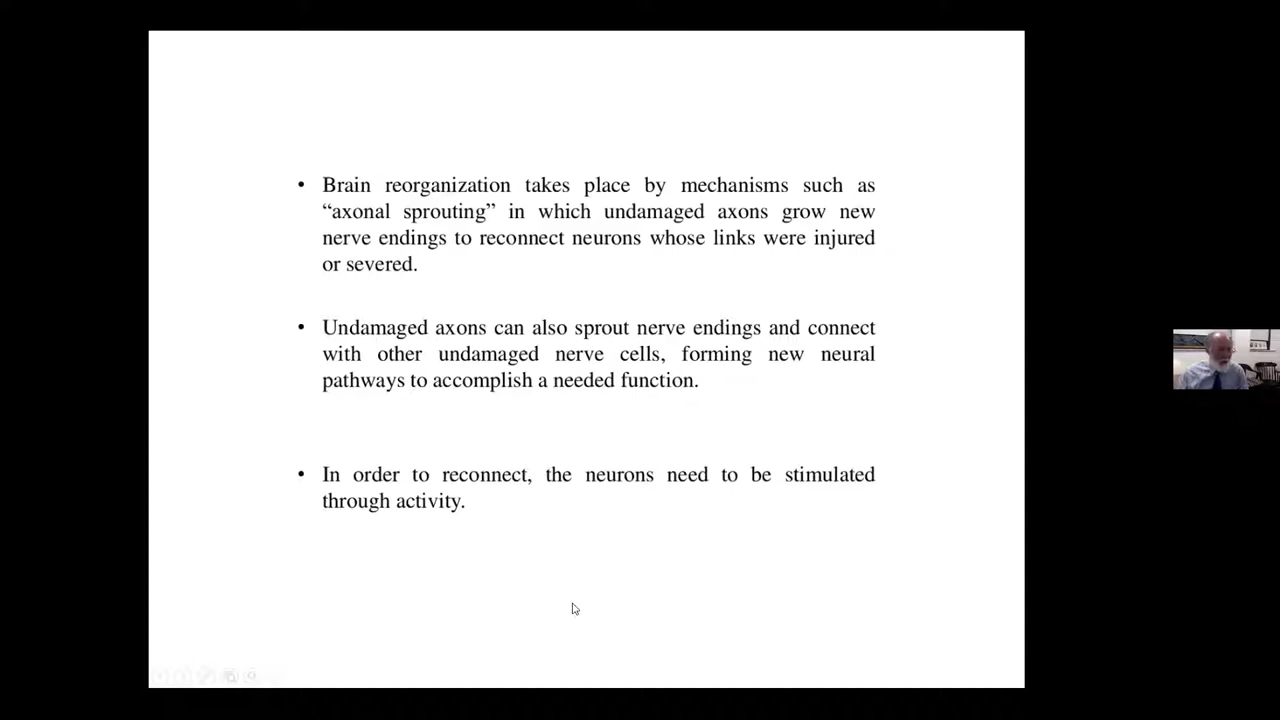 • Brain reorganization takes place by mechanisms such as
“axonal sprouting” in which undamaged axons grow new
nerve endings to reconnect neurons whose links were injured
or severed.
• Undamaged axons can also sprout nerve endings and connect
with other undamaged nerve cells, forming new neural
pathways to accomplish a needed function.
• In order to reconnect, the neurons need to be stimulated
through activity.